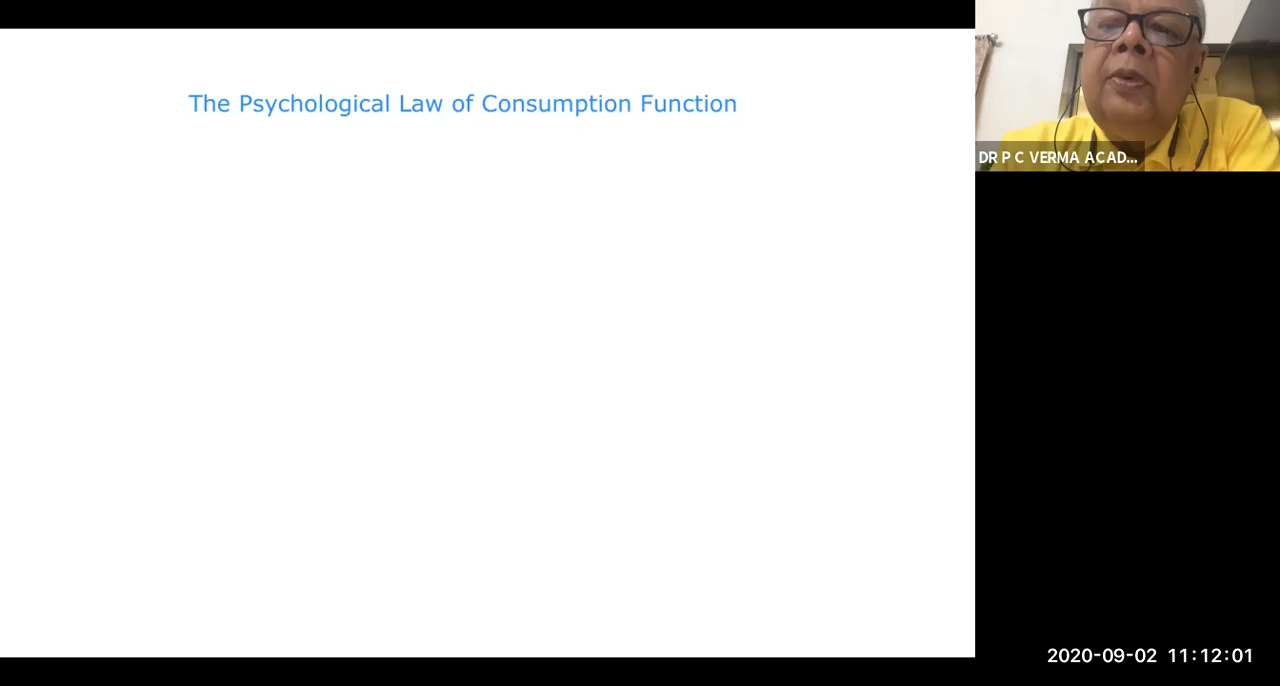 The Psychological Law of Consumption Function
DR P C VERMA ACAD...
2020-09-02 11:12:01